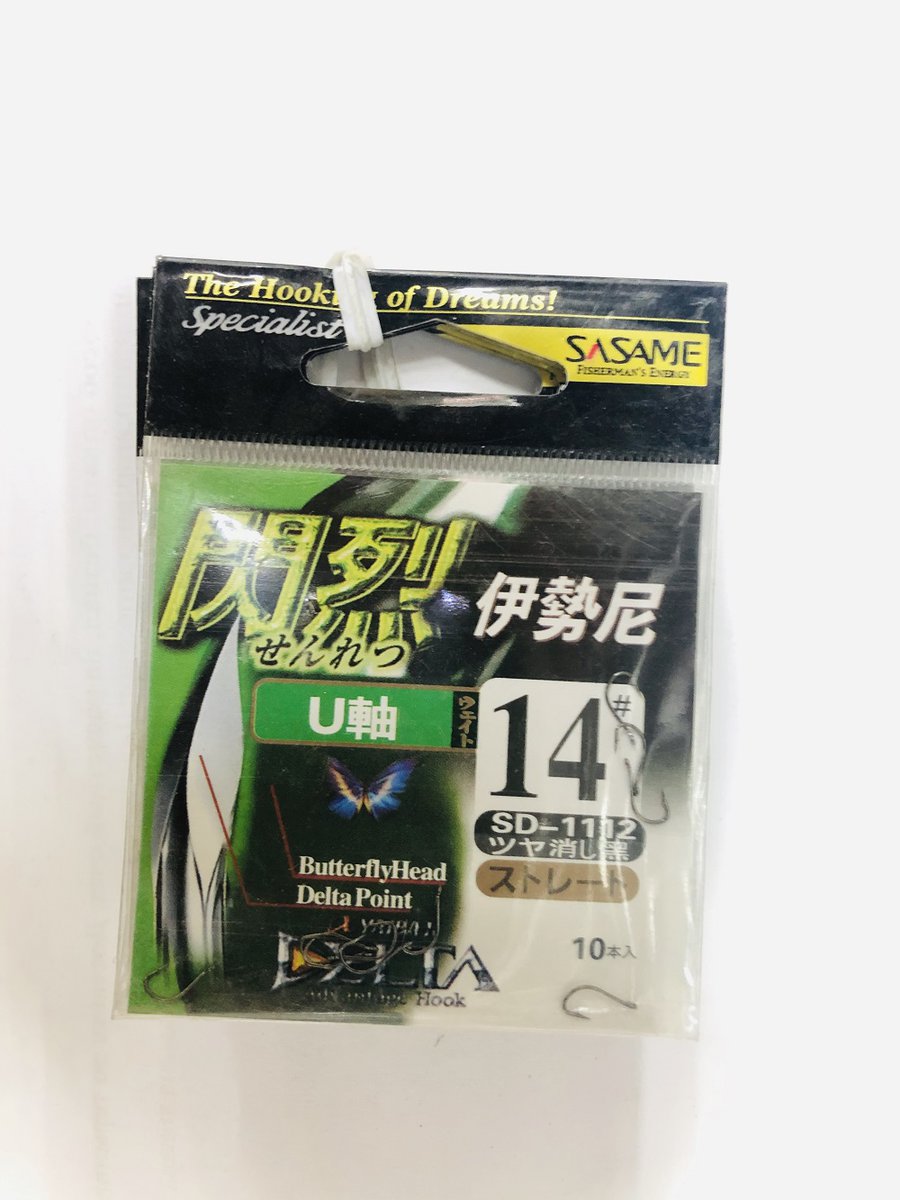 The Hooking of Dreams!
Specialist
SASAME
FISHERMAN'S ENERGY
閃烈
せんれつ
伊勢尼
U軸
ウエイト
14#
SD-1112
ツヤ消し黒
ストレート
ButterflyHead
Delta Point
DELTA
Hook
10本入